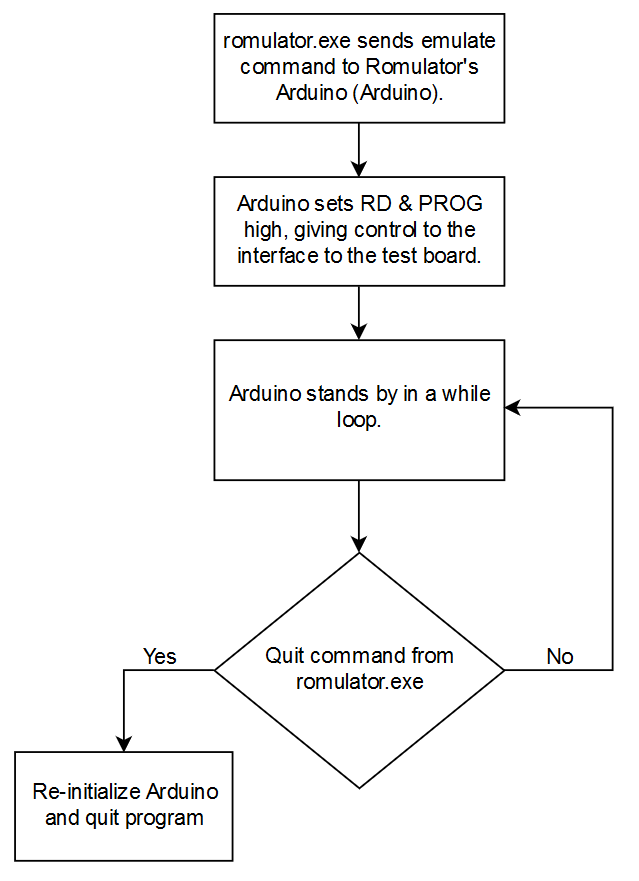 romulator.exe sends emulate
command to Romulator's
Arduino (Arduino).
Arduino sets RD & PROG
high, giving control to the
interface to the test board.
Arduino stands by in a while
loop.
Quit command from
romulator.exe
Yes
No
Re-initialize Arduino
and quit program